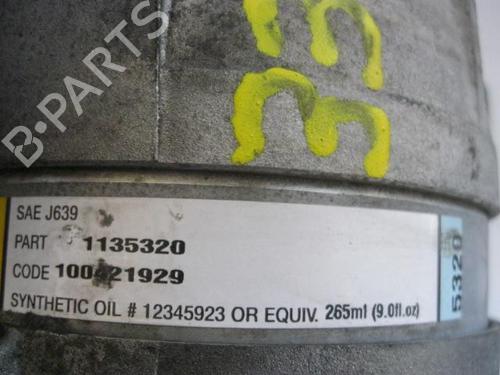 B-PARTS
SAE J639
PART 1135320
CODE 100421929
SYNTHETIC OIL # 12345923 OR EQUIV. 265ml (9.0fl.oz)
5320